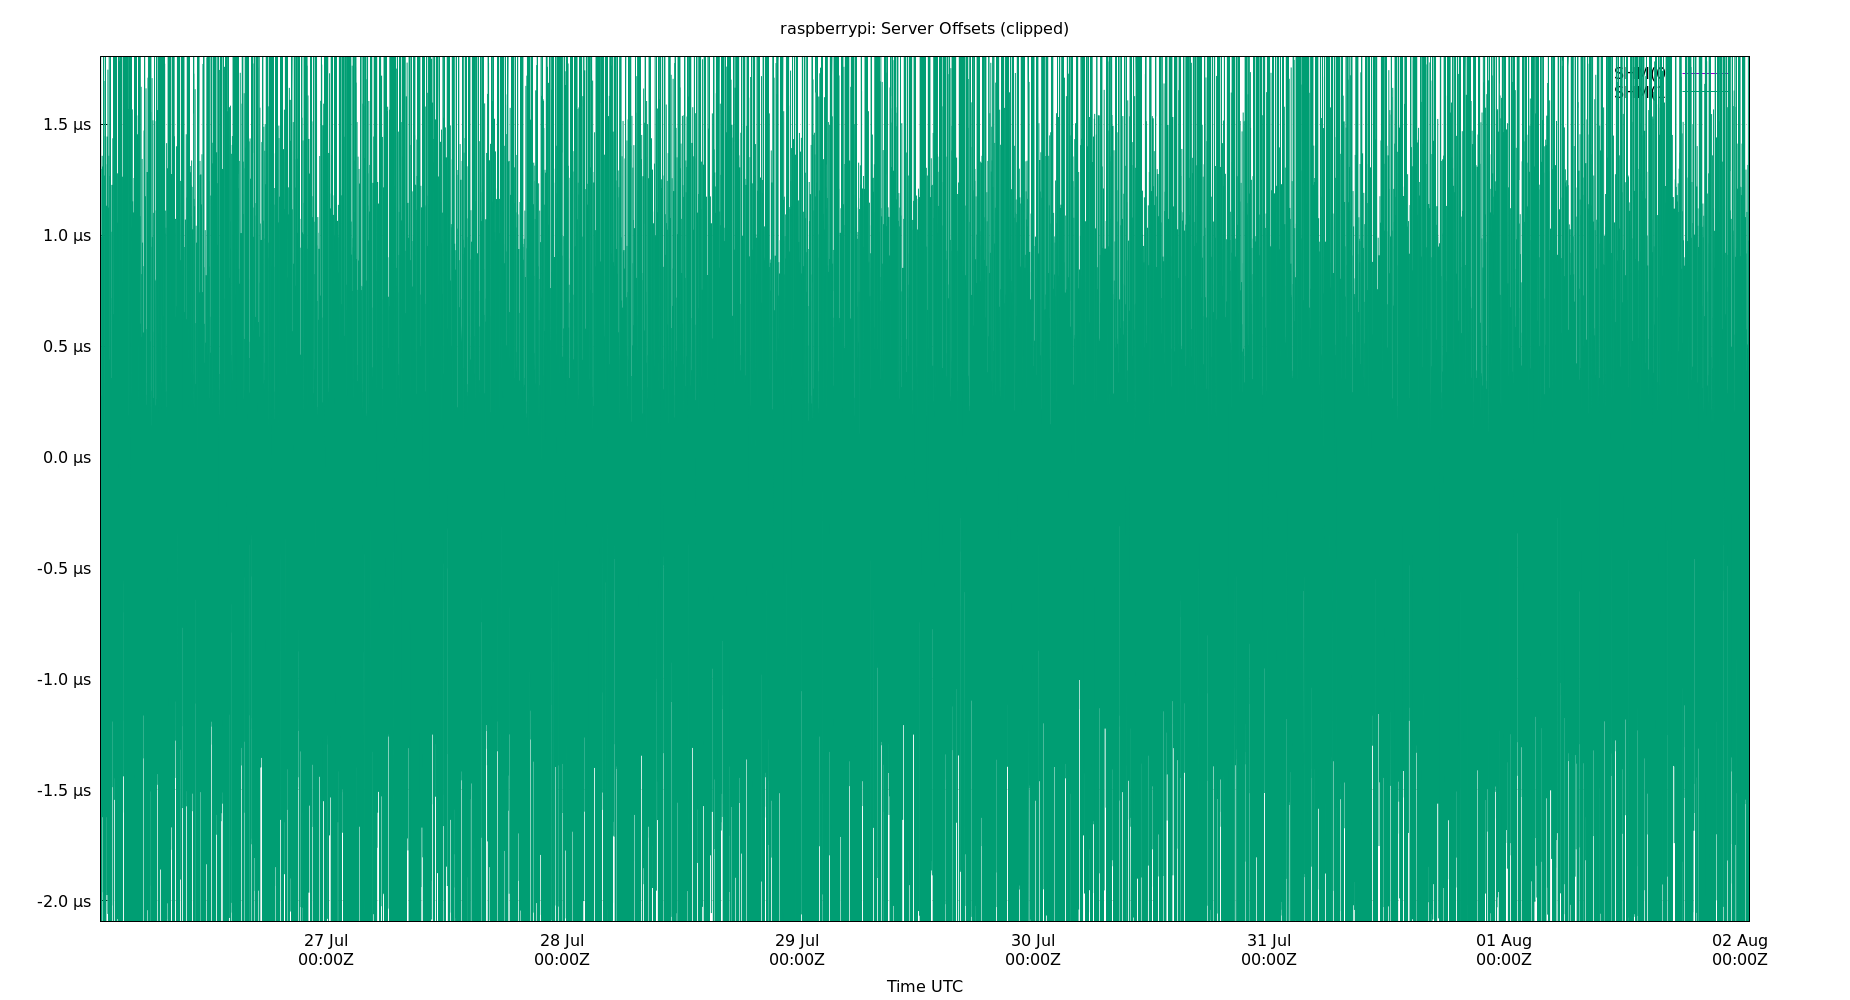 raspberrypi: Server Offsets (clipped)
1.5 µs
1.0 µs
0.5 µs
0.0 µs
-0.5 µs
-1.0 µs
-1.5 µs
-2.0 µs
27 Jul
00:00Z
28 Jul
00:00Z
29 Jul
00:00Z
30 Jul
00:00Z
31 Jul
00:00Z
01 Aug
00:00Z
02 Aug
00:00Z
Time UTC